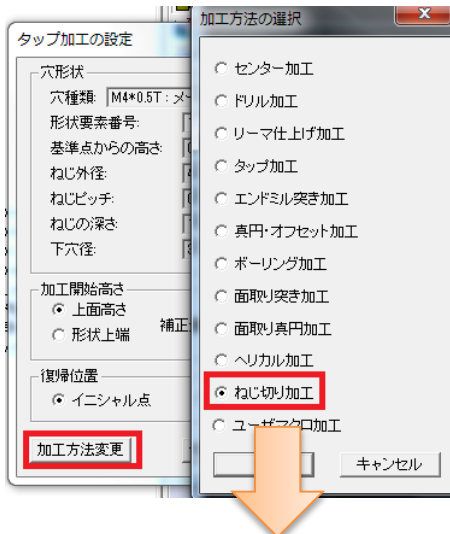 タップ加工の設定
穴形状
穴種類: M4*0.5T:メー
形状要素番号:
基準点からの高さ:
ねじ外径:
ねじピッチ:
ねじの深さ:
下穴径:
加工開始高さ
上面高さ
形状上端
補正
復帰位置
イニシャル点
加工方法変更
加工方法の選択
センター加工
ドリル加工
リーマ仕上げ加工
タップ加工
エンドミル突き加工
真円・オフセット加工
ボーリング加工
面取り突き加工
面取り真円加工
ヘリカル加工
ねじ切り加工
ユーザマクロ加工
キャンセル